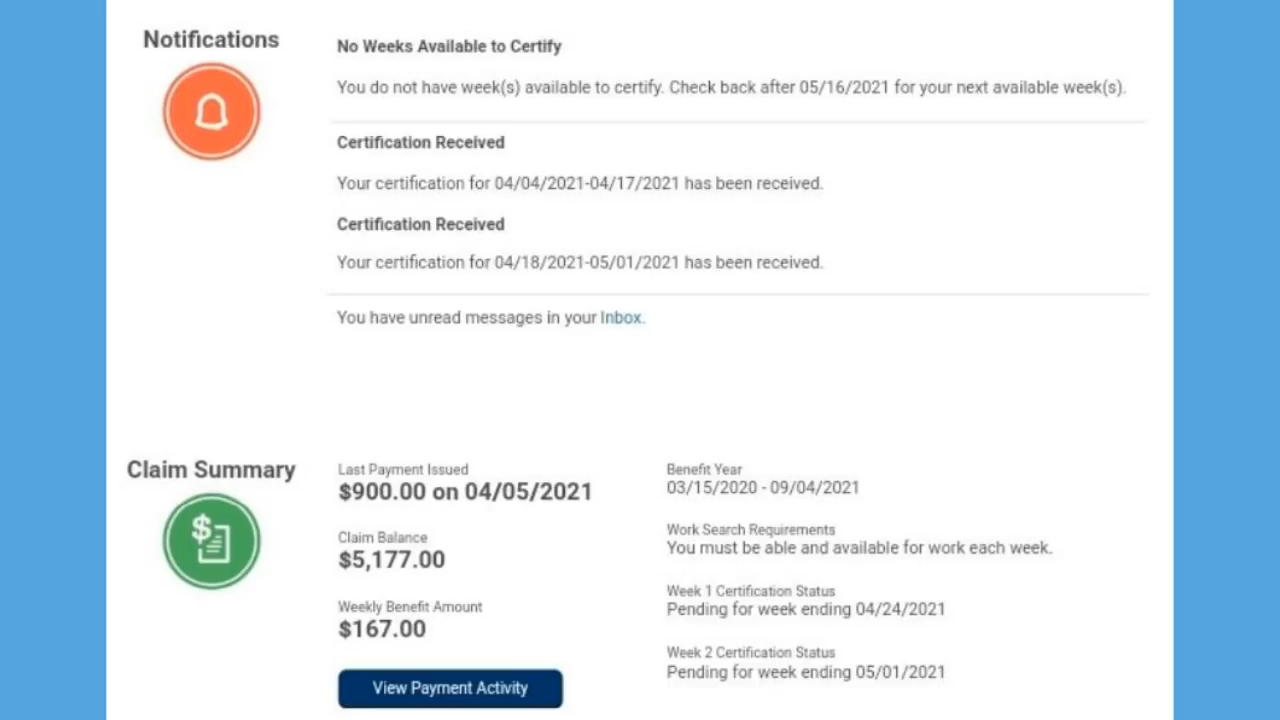 Notifications
No Weeks Available to Certify
You do not have week(s) available to certify. Check back after 05/16/2021 for your next available week(s).
Certification Received
Your certification for 04/04/2021-04/17/2021 has been received.
Certification Received
Your certification for 04/18/2021-05/01/2021 has been received.
You have unread messages in your Inbox.
Claim Summary
$
Last Payment Issued
$900.00 on 04/05/2021
Claim Balance
$5,177.00
Weekly Benefit Amount
$167.00
View Payment Activity
Benefit Year
03/15/2020 - 09/04/2021
Work Search Requirements
You must be able and available for work each week.
Week 1 Certification Status
Pending for week ending 04/24/2021
Week 2 Certification Status
Pending for week ending 05/01/2021